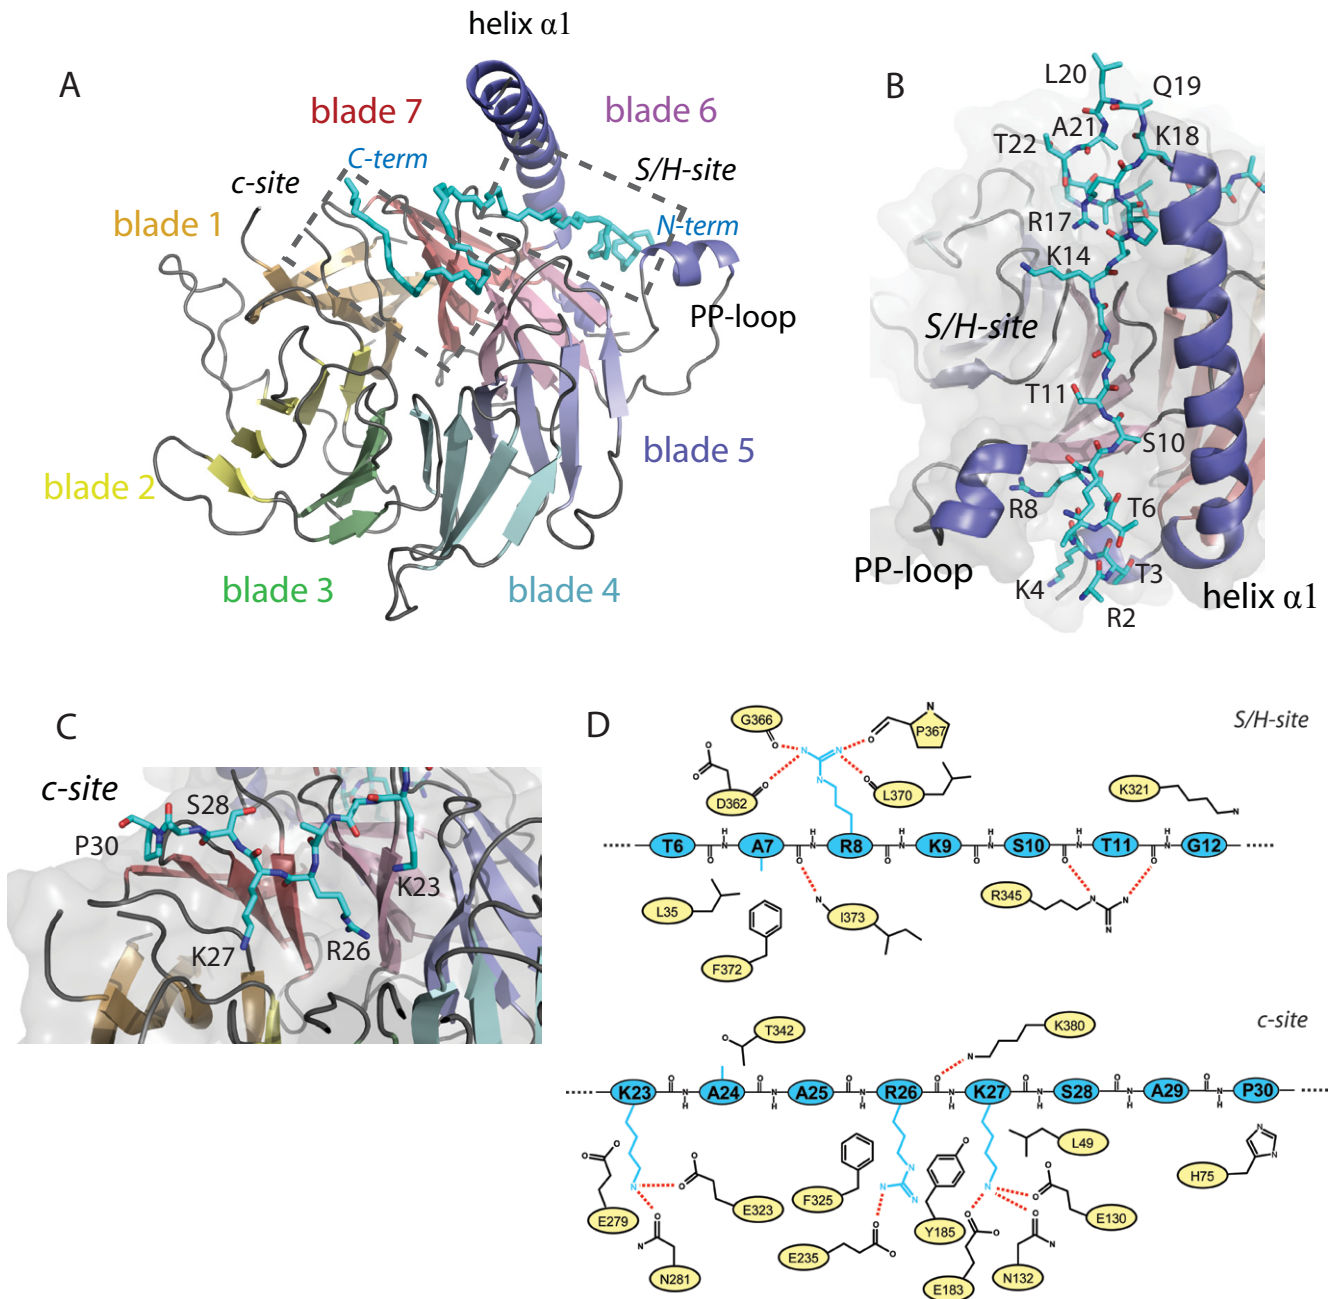 A
helix α1
blade 7
blade 6
C-term
S/H-site
c-site
N-term
blade 1
PP-loop
blade 5
blade 2
blade 3
blade 4
B
L20
Q19
A21
K18
T22
R17
K14
S/H-site
T11
S10
R8
T6
PP-loop
K4
T3
R2
helix α1
C
c-site
S28
P30
K23
K27
R26
D
S/H-site
G366
N
P367
O
O
N
N
O
O
O
D362
N
L370
K321
N
T6
O
H
N
A7
O
N
H
R8
O
H
N
K9
O
N
H
S10
O
H
N
T11
O
H
N
G12
L35
N
I373
R345
N
N
N
F372
c-site
O
T342
N
K380
K23
O
N
H
A24
O
N
H
A25
O
N
H
R26
O
N
H
K27
O
N
H
S28
O
N
H
A29
O
N
H
P30
O
O
N
O
O
E279
E323
O
N
N281
F325
N
N
N
O
O
E235
O
Y185
N
O
O
E183
L49
O
O
E130
O
N
N132
N
N
H75